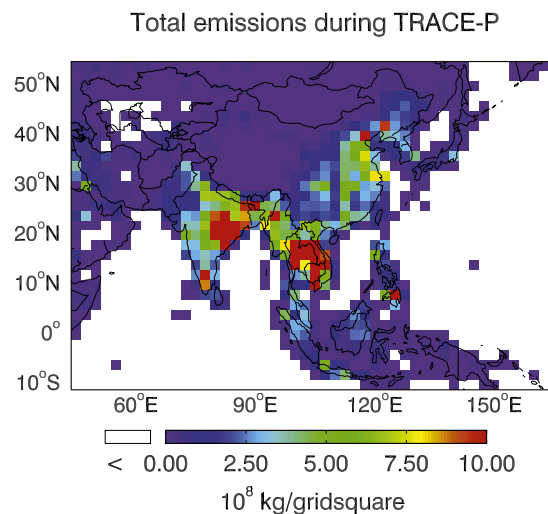 Total emissions during TRACE-P
50°N
40°N
30°N
20°N
10°N
0°
10°S
60°E 90°E 120°E 150°E
< 0.00 2.50 5.00 7.50 10.00
10⁸ kg/gridsquare